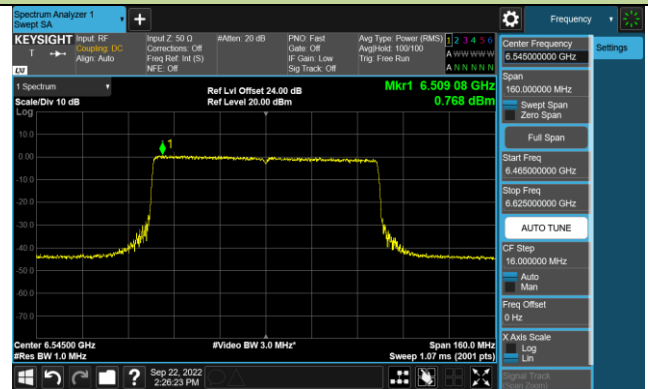 Spectrum Analyzer 1
Swept SA
+
Frequency
KEYSIGHT
Input: RF
Coupling: DC
Align: Auto
Input Z: 50 Ω
Corrections: Off
Freq Ref: Int (S)
NFE: Off
#Atten: 20 dB
PNO: Fast
Gate: Off
IF Gain: Low
Sig Track: Off
Avg Type: Power (RMS)
Avg|Hold: 100/100
Trig: Free Run
1 2 3 4 5 6
A W W W W W
A N N N N N
LXI
1 Spectrum
Scale/Div 10 dB
Log
Ref Lvl Offset 24.00 dB
Ref Level 20.00 dBm
Mkr1 6.509 08 GHz
0.768 dBm
1
10.0
0.00
-10.0
-20.0
-30.0
-40.0
-50.0
-60.0
-70.0
Center 6.54500 GHz
#Res BW 1.0 MHz
#Video BW 3.0 MHz*
Span 160.0 MHz
Sweep 1.07 ms (2001 pts)
Center Frequency
6.545000000 GHz
Settings
Span
160.000000 MHz
Swept Span
Zero Span
Full Span
Start Freq
6.465000000 GHz
Stop Freq
6.625000000 GHz
AUTO TUNE
CF Step
16.000000 MHz
Auto
Man
Freq Offset
0 Hz
X Axis Scale
Log
Lin
Signal Track
(Span Zoom)
?
Sep 22, 2022
2:26:23 PM